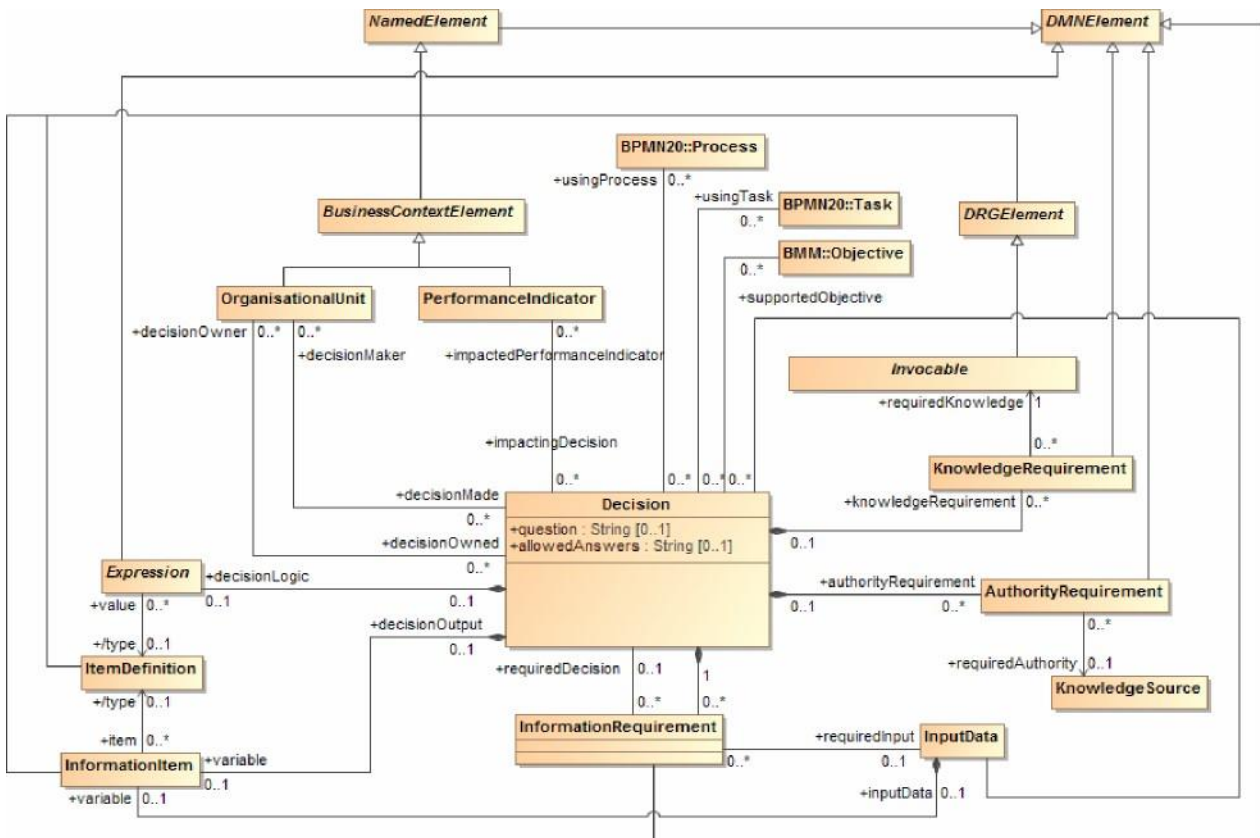 NamedElement
DMNElement
BPMN20::Process
+usingProcess
0..*
+usingTask
BPMN20::Task
0..*
BusinessContextElement
DRGElement
BMM::Objective
0..*
+supportedObjective
OrganisationalUnit
PerformanceIndicator
+decisionOwner
0..*
0..*
0..*
+decisionMaker
+impactedPerformanceIndicator
Invocable
+requiredKnowledge
1
+impactingDecision
0..*
KnowledgeRequirement
0..*
0..*
0..*
0..*
+decisionMade
0..*
Decision
+knowledgeRequirement
0..*
+question : String [0..1]
+allowedAnswers : String [0..1]
0..1
+decisionOwned
0..*
Expression
+decisionLogic
0..1
0..1
+authorityRequirement
0..1
0..*
AuthorityRequirement
+value
0..*
+decisionOutput
0..1
0..*
+/type
0..1
+requiredDecision
0..1
1
+requiredAuthority
0..1
ItemDefinition
KnowledgeSource
+/type
0..1
0..*
0..*
+item
0..*
InformationRequirement
+requiredInput
InputData
0..1
0..*
InformationItem
+variable
0..1
+variable
0..1
+inputData
0..1